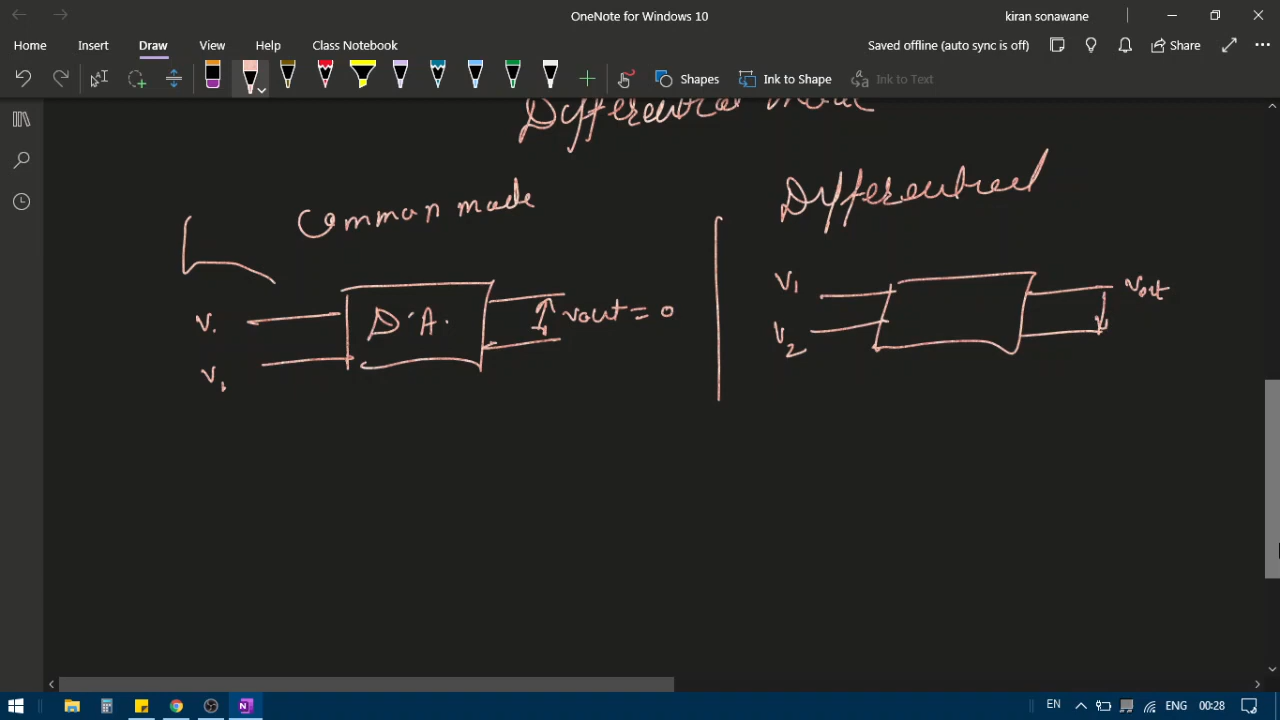 OneNote for Windows 10
kiran sonawane
Home Insert Draw View Help Class Notebook
Saved offline (auto sync is off)
Share
Shapes
Ink to Shape
Ink to Text
Differential mode
Common mode
Differential
V1
V1
D.A.
Vout = 0
V1
V2
Vout
EN
ENG
00:28